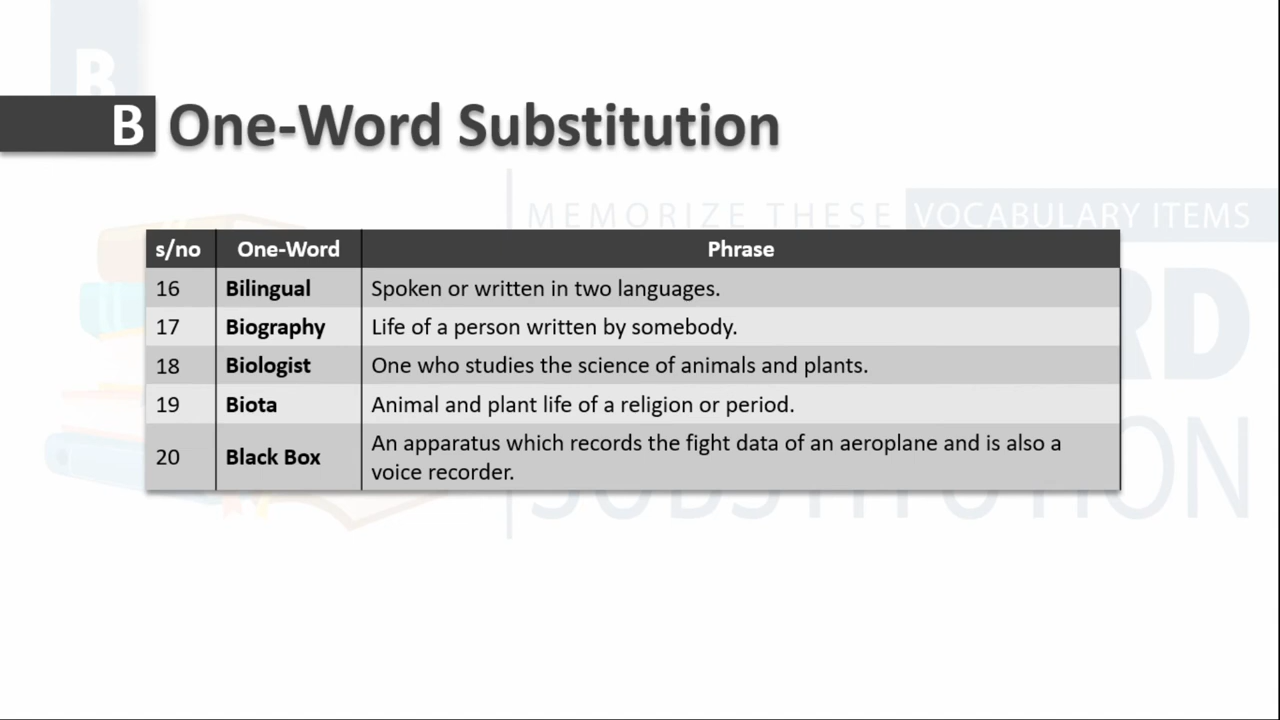 B
B One-Word Substitution
MEMORIZE THESE VOCABULARY ITEMS
s/no One-Word Phrase
16 Bilingual Spoken or written in two languages.
17 Biography Life of a person written by somebody.
18 Biologist One who studies the science of animals and plants.
19 Biota Animal and plant life of a religion or period.
20 Black Box An apparatus which records the fight data of an aeroplane and is also a
voice recorder.
SUBSTITUTION